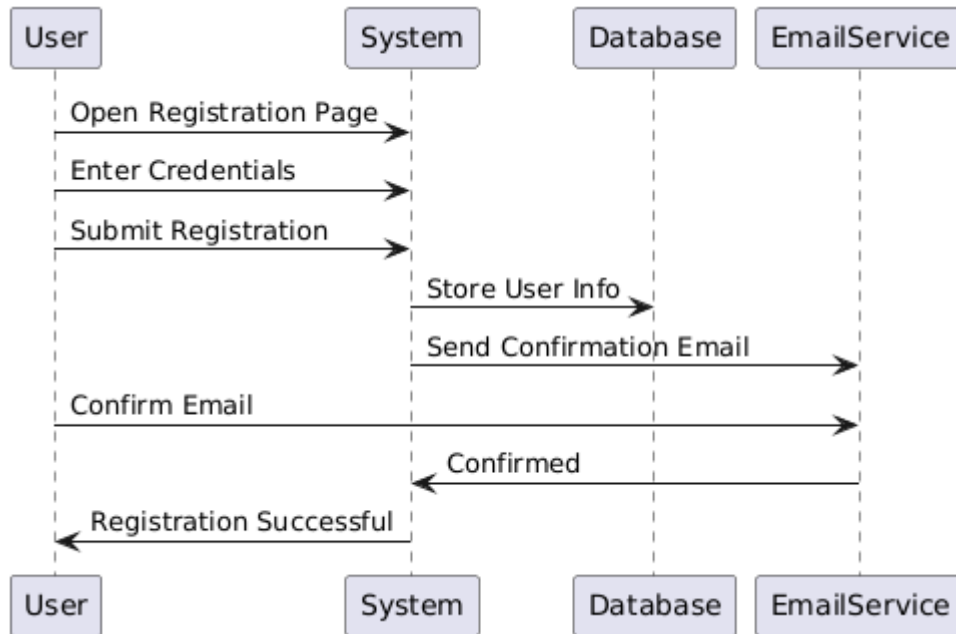 User System Database EmailService
Open Registration Page
Enter Credentials
Submit Registration
Store User Info
Send Confirmation Email
Confirm Email
Confirmed
Registration Successful
User System Database EmailService